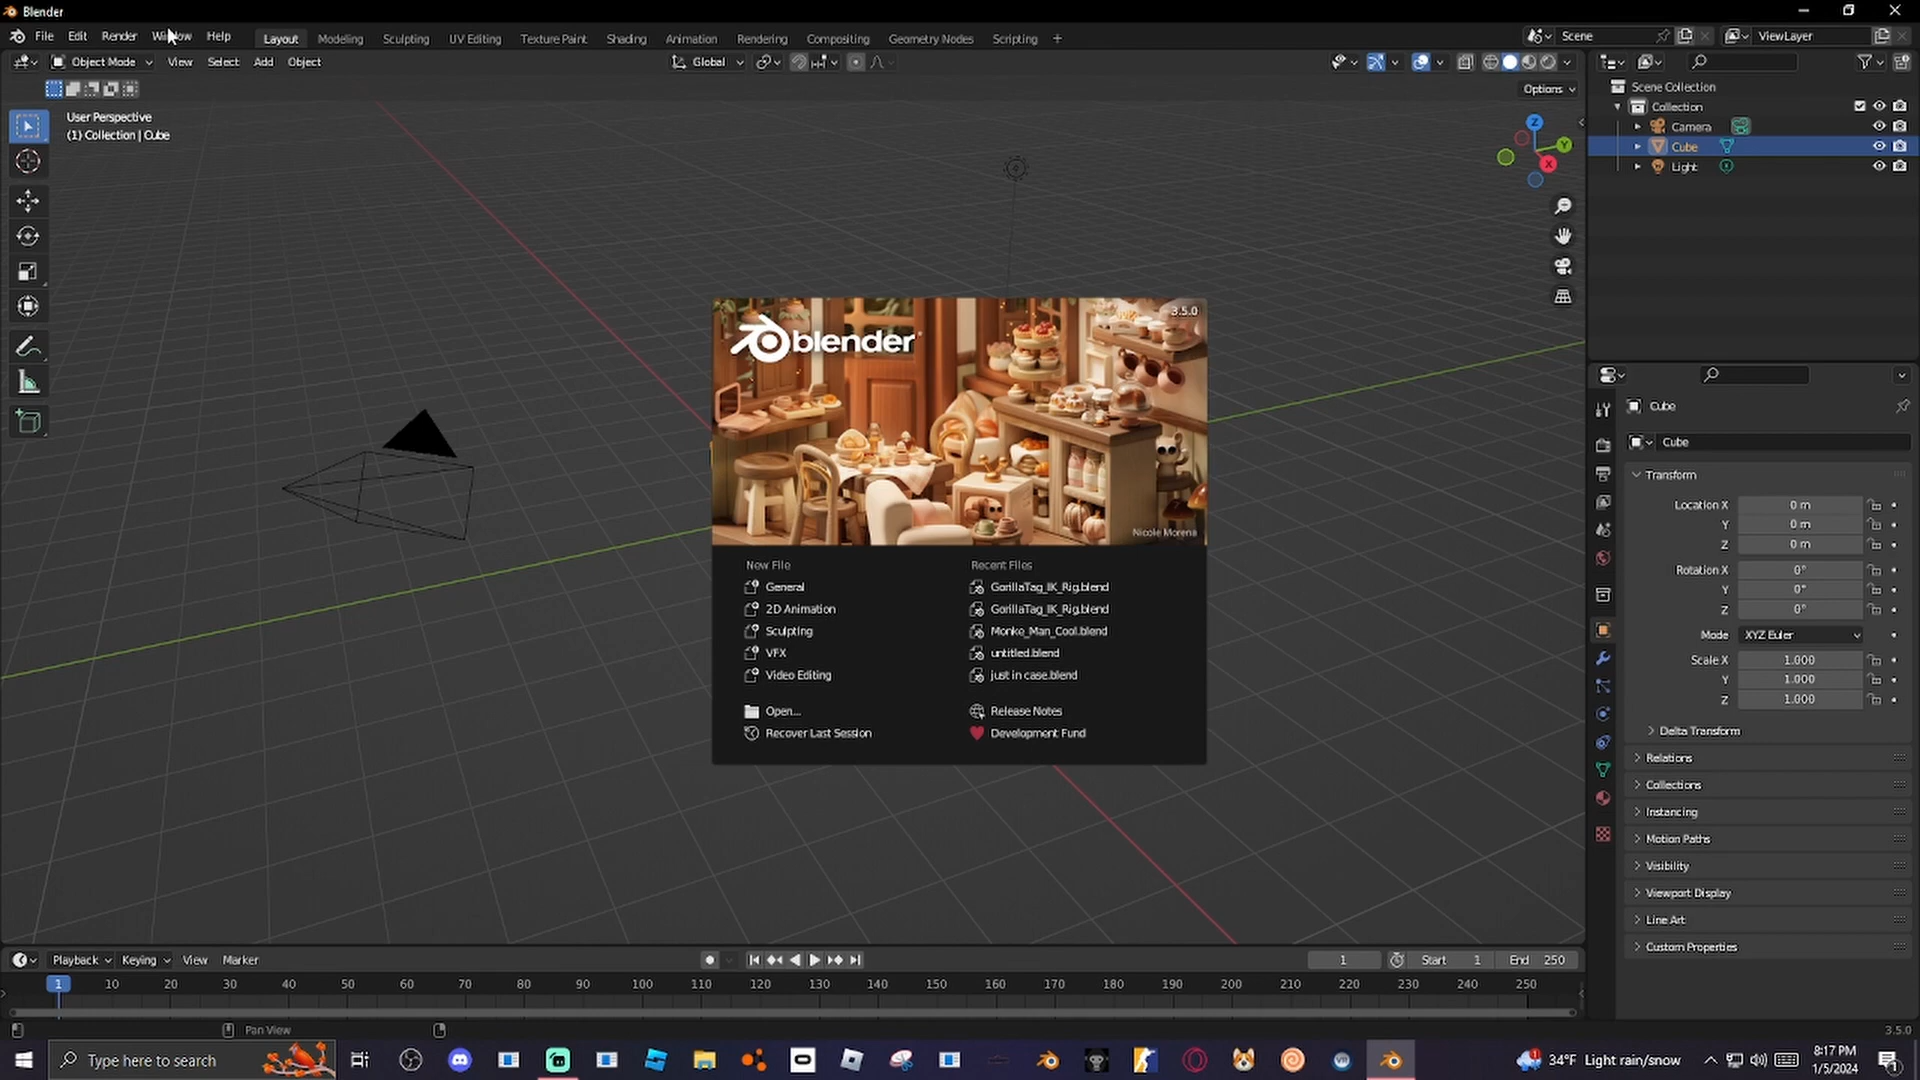 Blender
File Edit Render Window Help Layout Modeling Sculpting UV Editing Texture Paint Shading Animation Rendering Compositing Geometry Nodes Scripting + Scene ViewLayer
Object Mode View Select Add Object Global
Options
User Perspective
(1) Collection | Cube
Z
Y
X
Scene Collection
Collection
Camera
Cube
Light
blender
3.5.0
Nicole Morena
New File
General
2D Animation
Sculpting
VFX
Video Editing
Open...
Recover Last Session
Recent Files
GorillaTag_IK_Rig.blend
GorillaTag_IK_Rig.blend
Monke_Man_Cool.blend
untitled.blend
just in case.blend
Release Notes
Development Fund
Cube
Cube
Transform
Location X 0 m
Y 0 m
Z 0 m
Rotation X 0°
Y 0°
Z 0°
Mode XYZ Euler
Scale X 1.000
Y 1.000
Z 1.000
Delta Transform
Relations
Collections
Instancing
Motion Paths
Visibility
Viewport Display
Line Art
Custom Properties
Playback Keying View Marker 1 Start 1 End 250
1 10 20 30 40 50 60 70 80 90 100 110 120 130 140 150 160 170 180 190 200 210 220 230 240 250
Pan View
3.5.0
Type here to search
34°F Light rain/snow
8:17 PM
1/5/2024